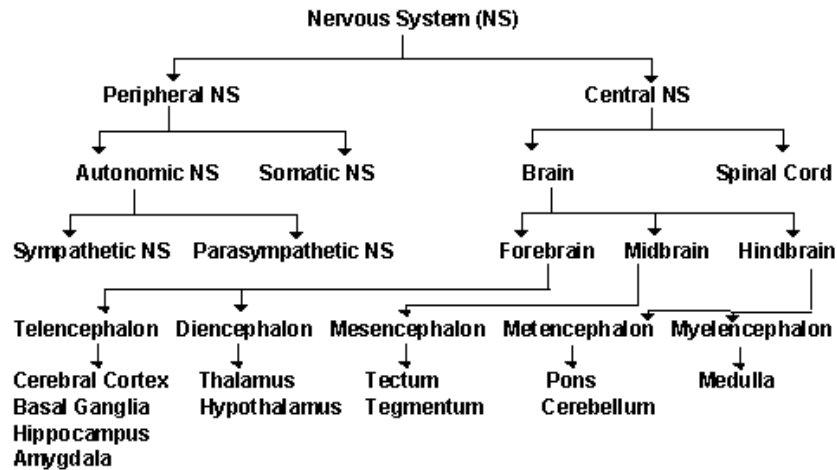 Nervous System (NS)
Peripheral NS
Central NS
Autonomic NS
Somatic NS
Brain
Spinal Cord
Sympathetic NS
Parasympathetic NS
Forebrain
Midbrain
Hindbrain
Telencephalon
Diencephalon
Mesencephalon
Metencephalon
Myelencephalon
Cerebral Cortex
Basal Ganglia
Hippocampus
Amygdala
Thalamus
Hypothalamus
Tectum
Tegmentum
Pons
Cerebellum
Medulla